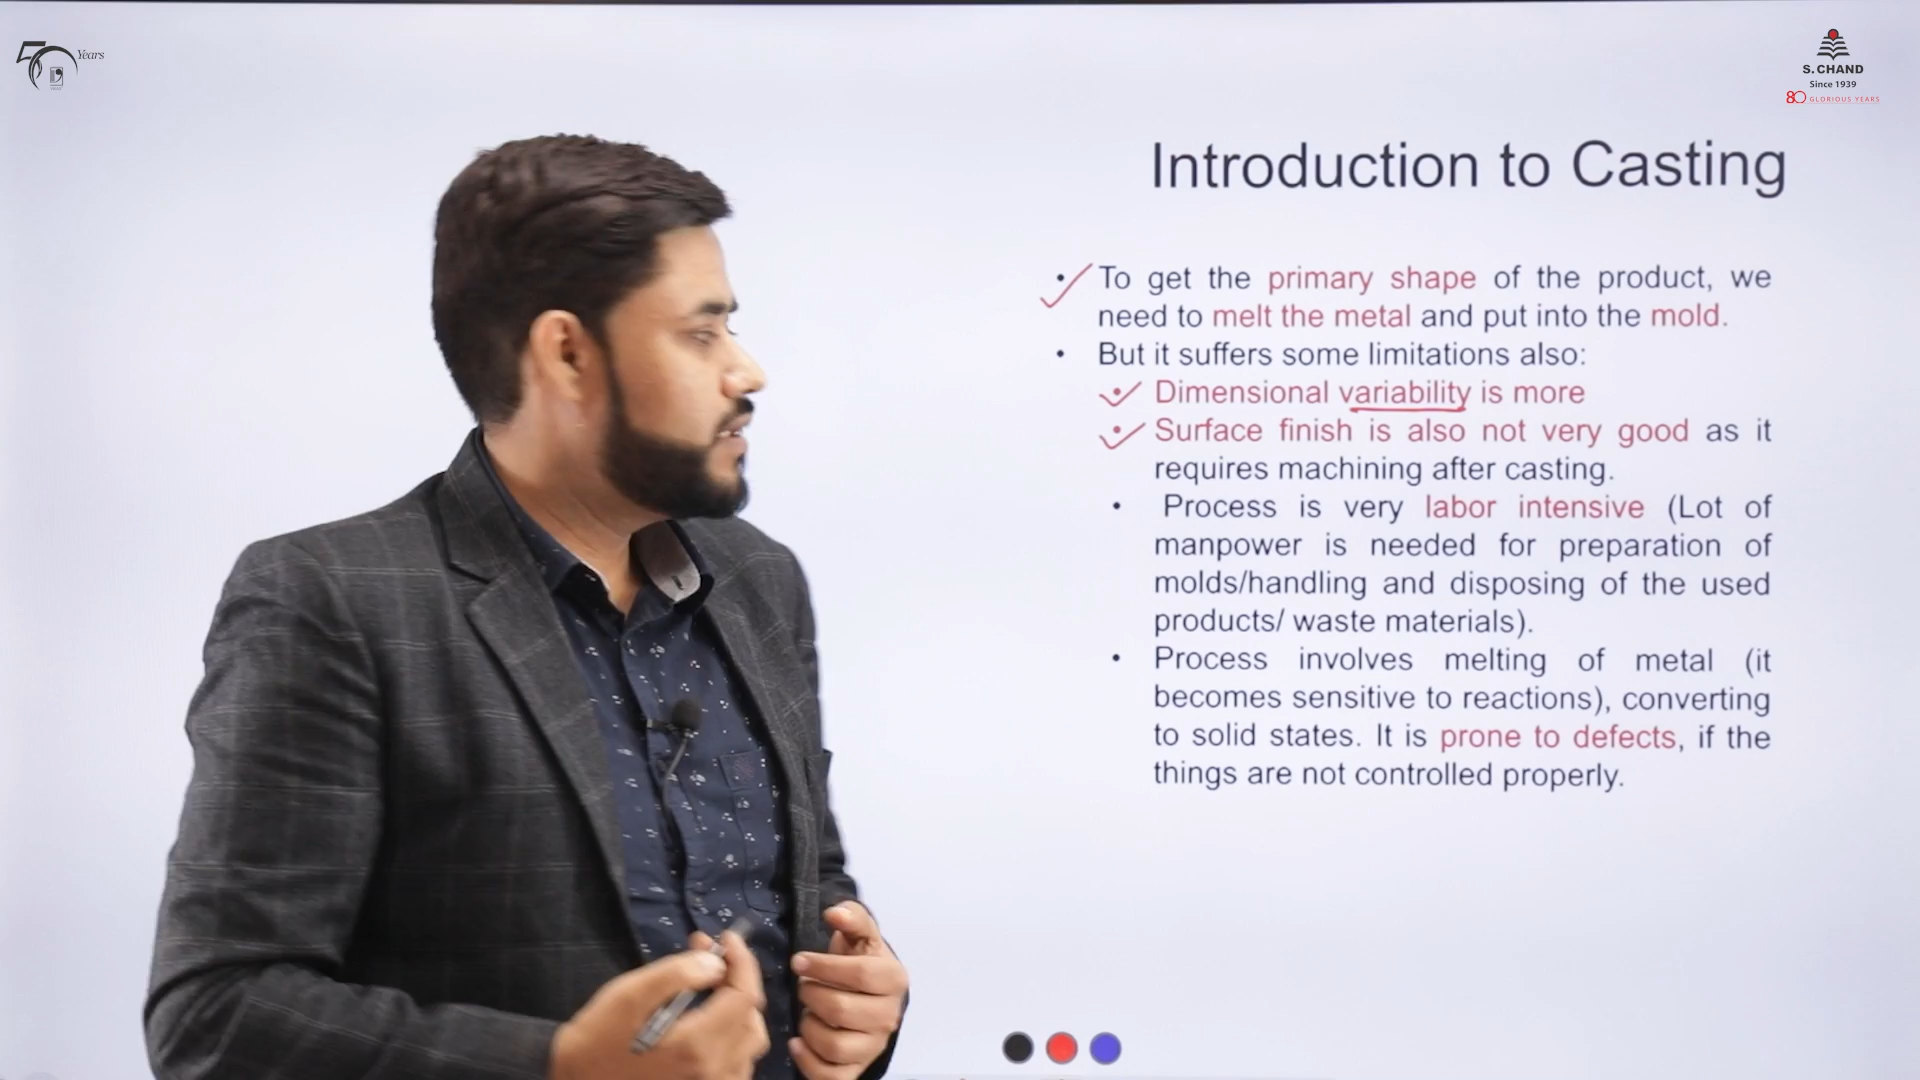 50 Years
S. CHAND
Since 1939
80 GLORIOUS YEARS
Introduction to Casting
• To get the primary shape of the product, we
need to melt the metal and put into the mold.
• But it suffers some limitations also:
• Dimensional variability is more
• Surface finish is also not very good as it
requires machining after casting.
• Process is very labor intensive (Lot of
manpower is needed for preparation of
molds/handling and disposing of the used
products/ waste materials).
• Process involves melting of metal (it
becomes sensitive to reactions), converting
to solid states. It is prone to defects, if the
things are not controlled properly.